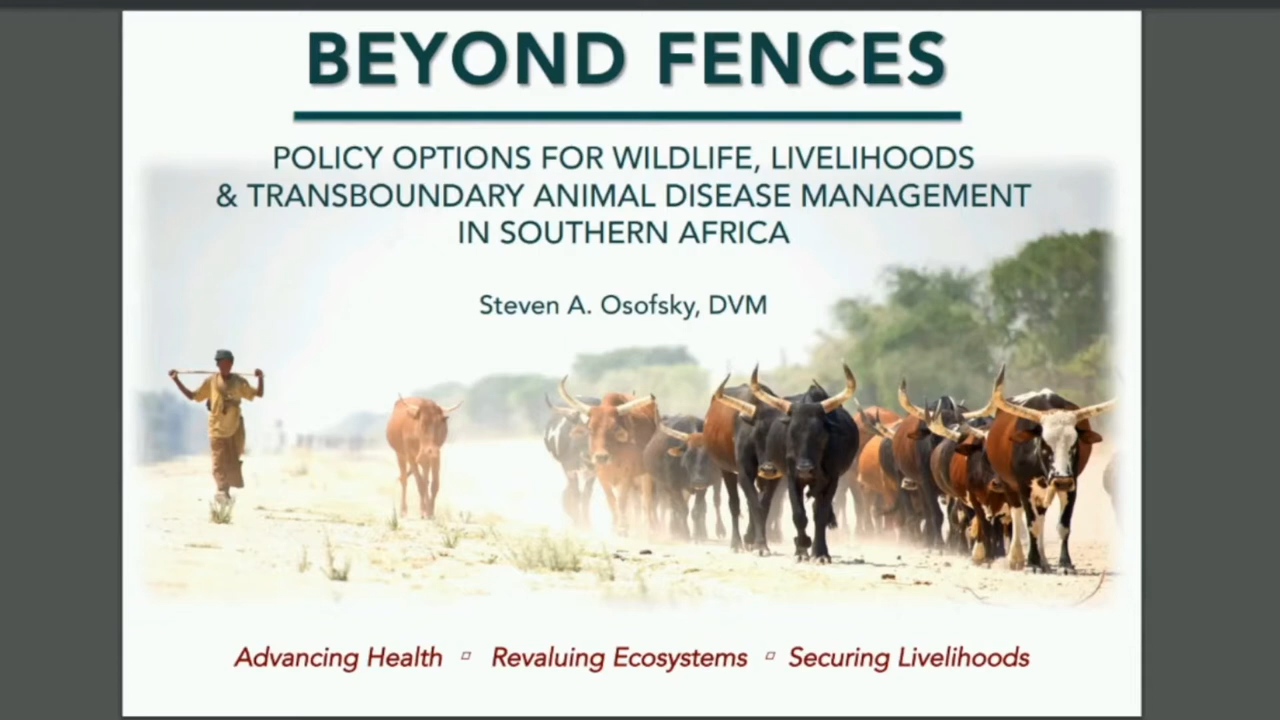 BEYOND FENCES
POLICY OPTIONS FOR WILDLIFE, LIVELIHOODS
& TRANSBOUNDARY ANIMAL DISEASE MANAGEMENT
IN SOUTHERN AFRICA
Steven A. Osofsky, DVM
Advancing Health ▫ Revaluing Ecosystems ▫ Securing Livelihoods